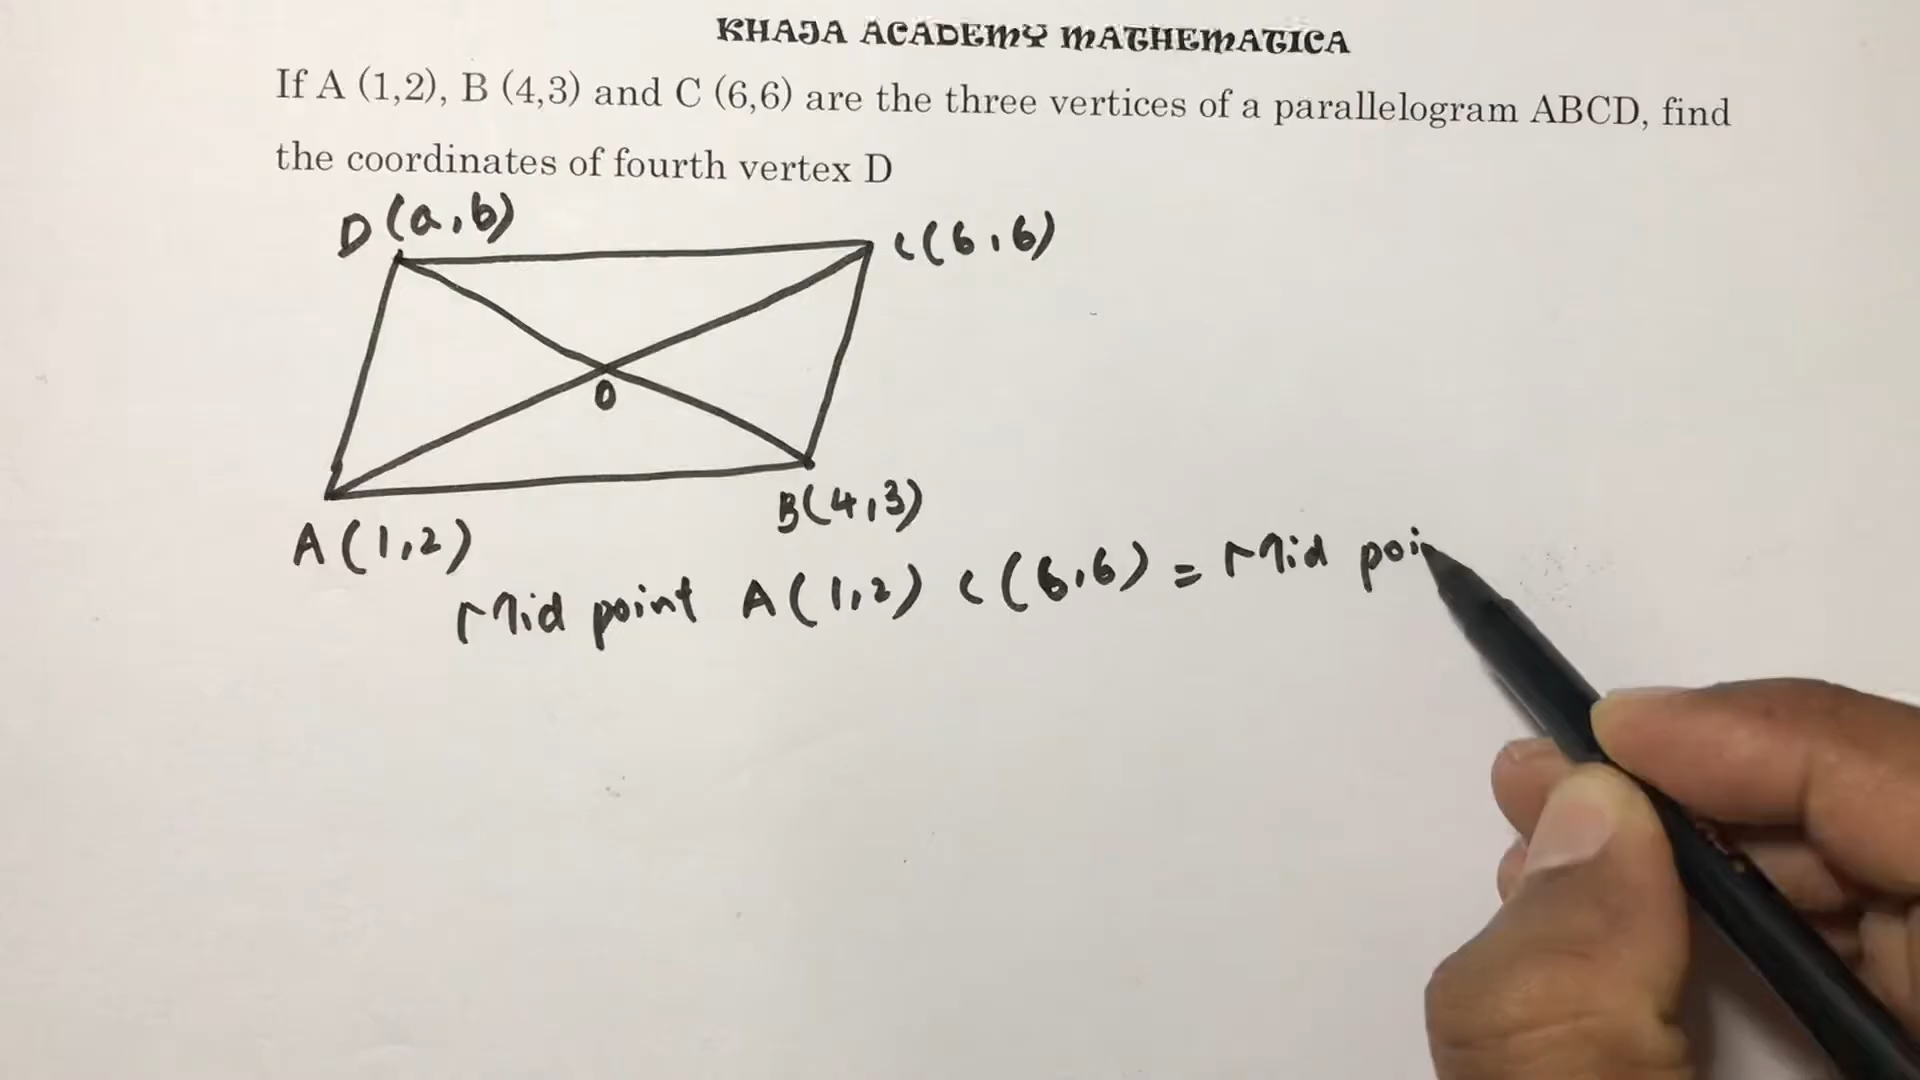 KHAJA ACADEMY MATHEMATICA
If A (1,2), B (4,3) and C (6,6) are the three vertices of a parallelogram ABCD, find
the coordinates of fourth vertex D
D(a,b)
C(6,6)
O
B(4,3)
A(1,2)
Mid point A(1,2) C(6,6) = Mid poi